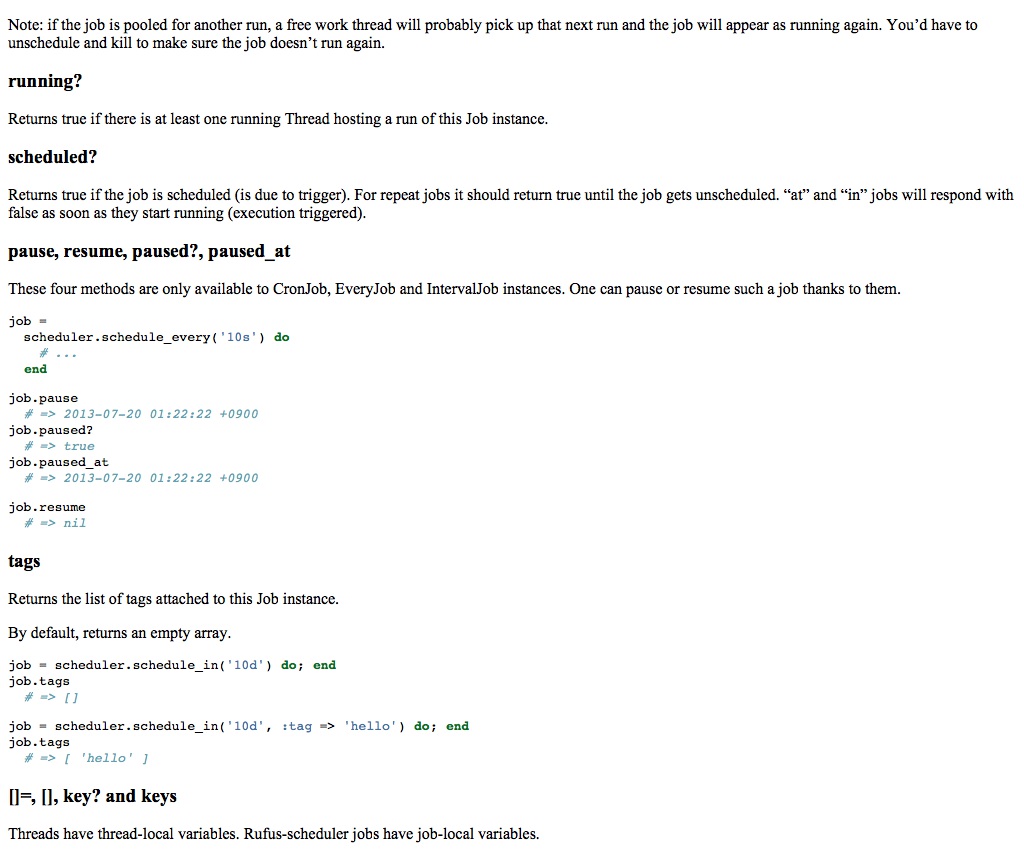 Note: if the job is pooled for another run, a free work thread will probably pick up that next run and the job will appear as running again. You’d have to
unschedule and kill to make sure the job doesn’t run again.
running?
Returns true if there is at least one running Thread hosting a run of this Job instance.
scheduled?
Returns true if the job is scheduled (is due to trigger). For repeat jobs it should return true until the job gets unscheduled. “at” and “in” jobs will respond with
false as soon as they start running (execution triggered).
pause, resume, paused?, paused_at
These four methods are only available to CronJob, EveryJob and IntervalJob instances. One can pause or resume such a job thanks to them.
job =
  scheduler.schedule_every('10s') do
    # ...
  end
job.pause
  # => 2013-07-20 01:22:22 +0900
job.paused?
  # => true
job.paused_at
  # => 2013-07-20 01:22:22 +0900
job.resume
  # => nil
tags
Returns the list of tags attached to this Job instance.
By default, returns an empty array.
job = scheduler.schedule_in('10d') do; end
job.tags
  # => []
job = scheduler.schedule_in('10d', :tag => 'hello') do; end
job.tags
  # => [ 'hello' ]
[]=, [], key? and keys
Threads have thread-local variables. Rufus-scheduler jobs have job-local variables.